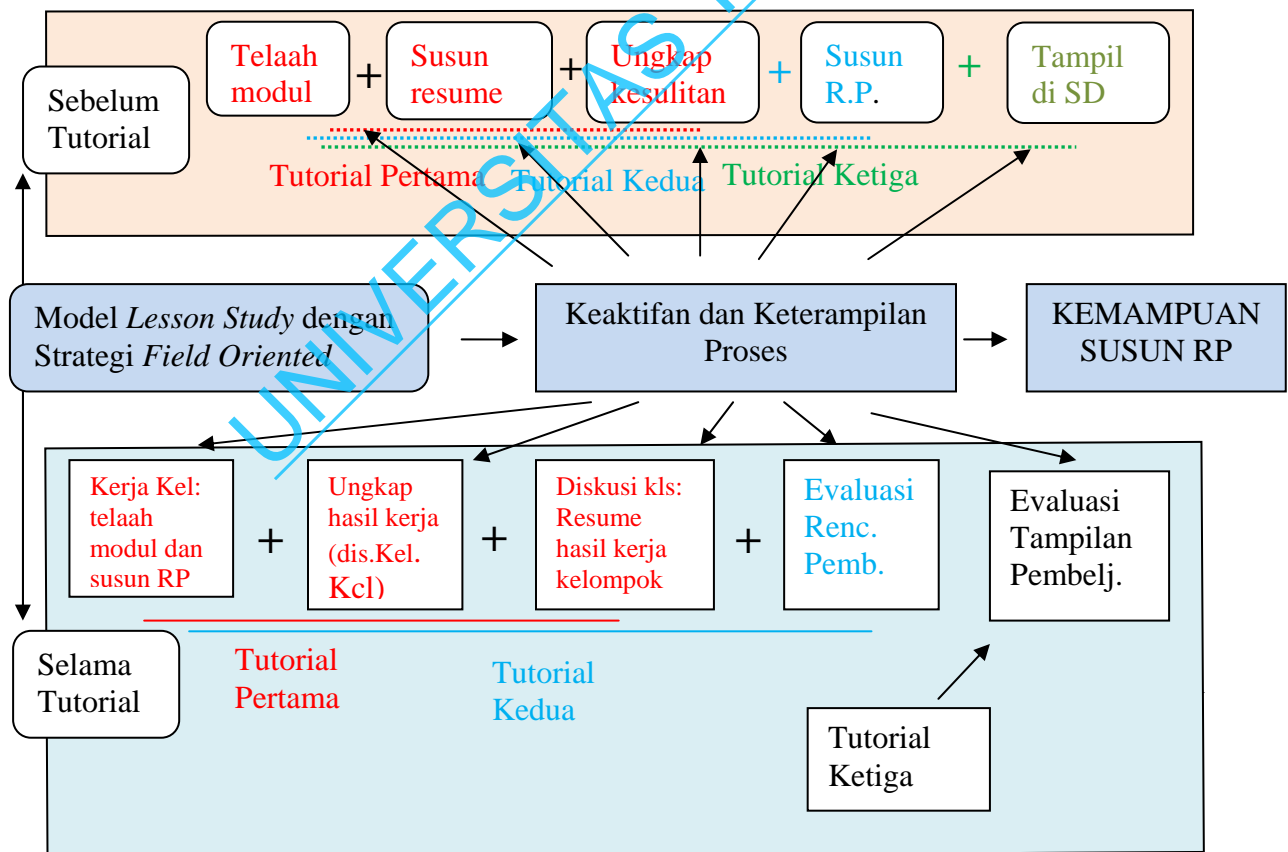 Telaah
modul
+
Susun
resume
+
Ungkap
kesulitan
+
Susun
R.P.
+
Tampil
di SD
Sebelum
Tutorial
Tutorial Pertama
Tutorial Kedua
Tutorial Ketiga
Model Lesson Study dengan
Strategi Field Oriented
Keaktifan dan Keterampilan
Proses
KEMAMPUAN
SUSUN RP
Kerja Kel:
telaah
modul dan
susun RP
+
Ungkap
hasil kerja
(dis.Kel.
Kcl)
+
Diskusi kls:
Resume
hasil kerja
kelompok
+
Evaluasi
Renc.
Pemb.
Evaluasi
Tampilan
Pembelj.
Selama
Tutorial
Tutorial
Pertama
Tutorial
Kedua
Tutorial
Ketiga
UNIVERSITAS